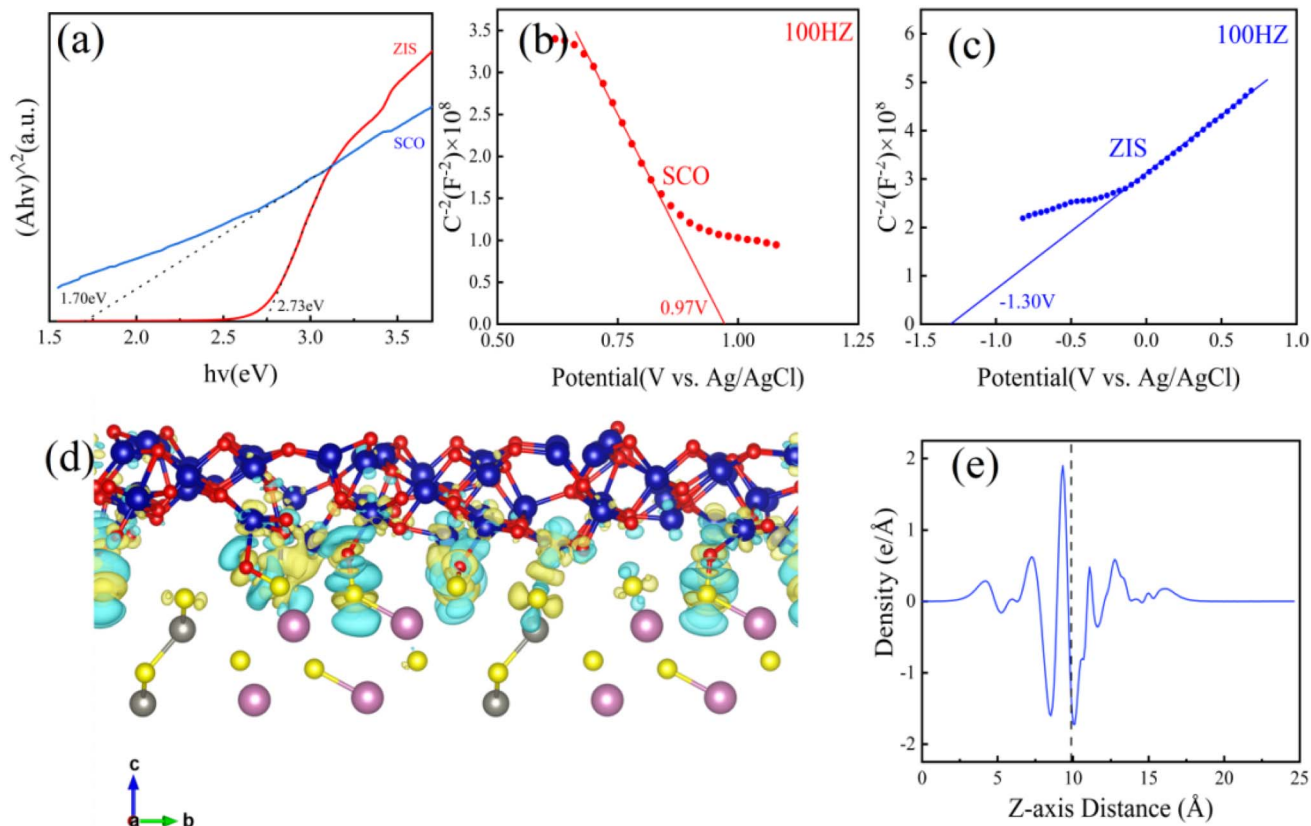 (a)
ZIS
SCO
1.70eV
2.73eV
(Ahv)^2(a.u.)
1.5 2.0 2.5 3.0 3.5
hv(eV)
(b)
100HZ
SCO
0.97V
C⁻²(F⁻²)×10⁸
3.5
3.0
2.5
2.0
1.5
1.0
0.5
0.0
0.50 0.75 1.00 1.25
Potential(V vs. Ag/AgCl)
(c)
100HZ
ZIS
-1.30V
C⁻²(F⁻²)×10⁸
6
5
4
3
2
1
0
-1.5 -1.0 -0.5 0.0 0.5 1.0
Potential(V vs. Ag/AgCl)
(d)
c
a
b
(e)
Density (e/Å)
2
1
0
-1
-2
0 5 10 15 20 25
Z-axis Distance (Å)